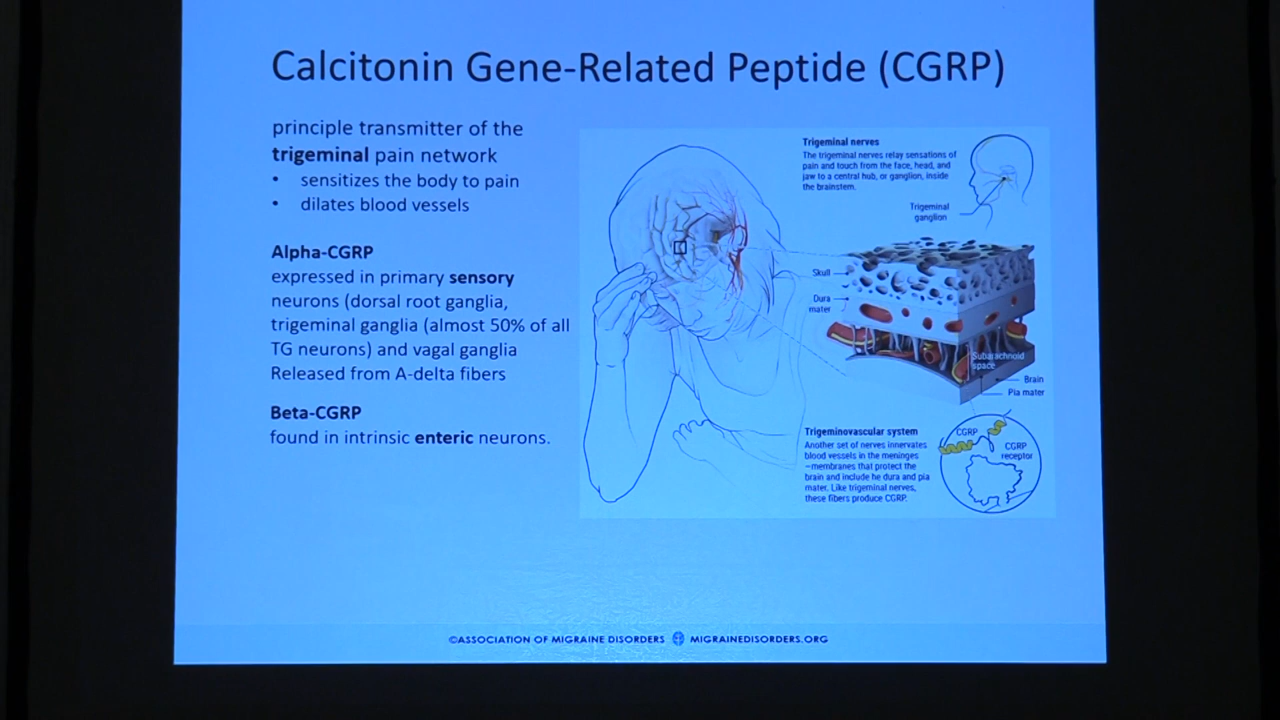 Calcitonin Gene-Related Peptide (CGRP)
principle transmitter of the
trigeminal pain network
• sensitizes the body to pain
• dilates blood vessels
Alpha-CGRP
expressed in primary sensory
neurons (dorsal root ganglia,
trigeminal ganglia (almost 50% of all
TG neurons) and vagal ganglia
Released from A-delta fibers
Beta-CGRP
found in intrinsic enteric neurons.
Trigeminal nerves
The trigeminal nerves relay sensations of
pain and touch from the face, head, and
jaw to a central hub, or ganglion, inside
the brainstem.
Trigeminal
ganglion
Skull
Dura
mater
Subarachnoid
space
Brain
Pia mater
Trigeminovascular system
Another set of nerves innervates
blood vessels in the meninges
–membranes that protect the
brain and include he dura and pia
mater. Like trigeminal nerves,
these fibers produce CGRP.
CGRP
CGRP
receptor
©ASSOCIATION OF MIGRAINE DISORDERS MIGRAINEDISORDERS.ORG